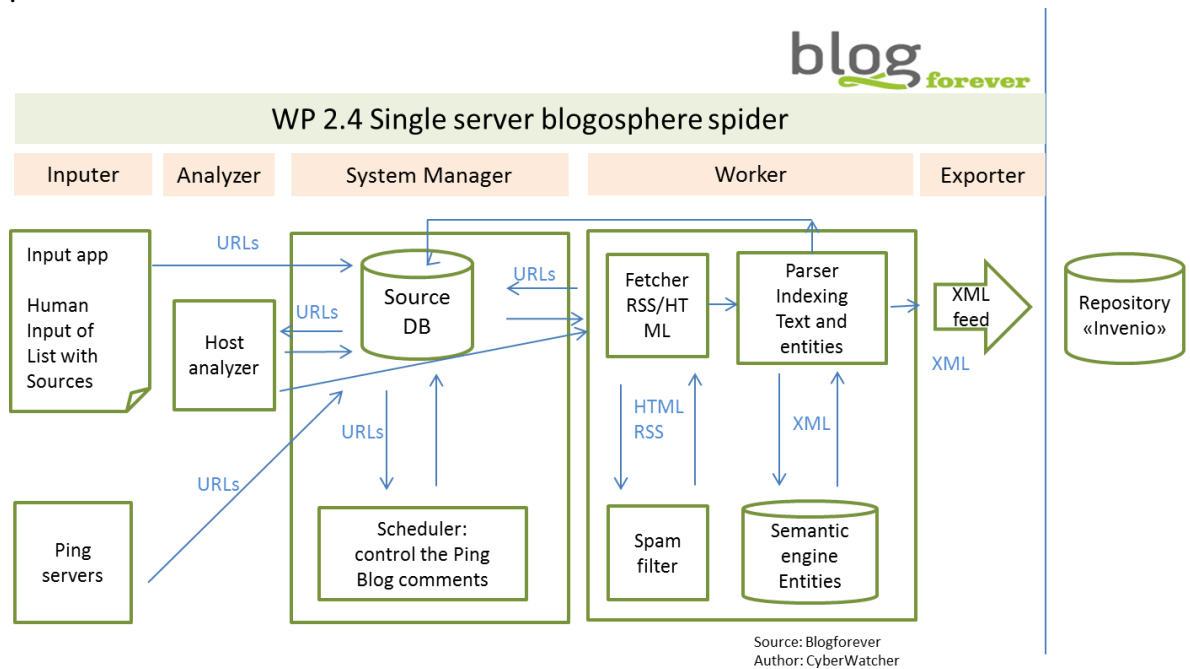 blog
forever
WP 2.4 Single server blogosphere spider
Inputer
Analyzer
System Manager
Worker
Exporter
Input app
Human
Input of
List with
Sources
URLs
URLs
Host
analyzer
Source
DB
URLs
Fetcher
RSS/HT
ML
Parser
Indexing
Text and
entities
XML
feed
XML
Repository
«Invenio»
URLs
HTML
RSS
XML
URLs
Ping
servers
Scheduler:
control the Ping
Blog comments
Spam
filter
Semantic
engine
Entities
Source: Blogforever
Author: CyberWatcher